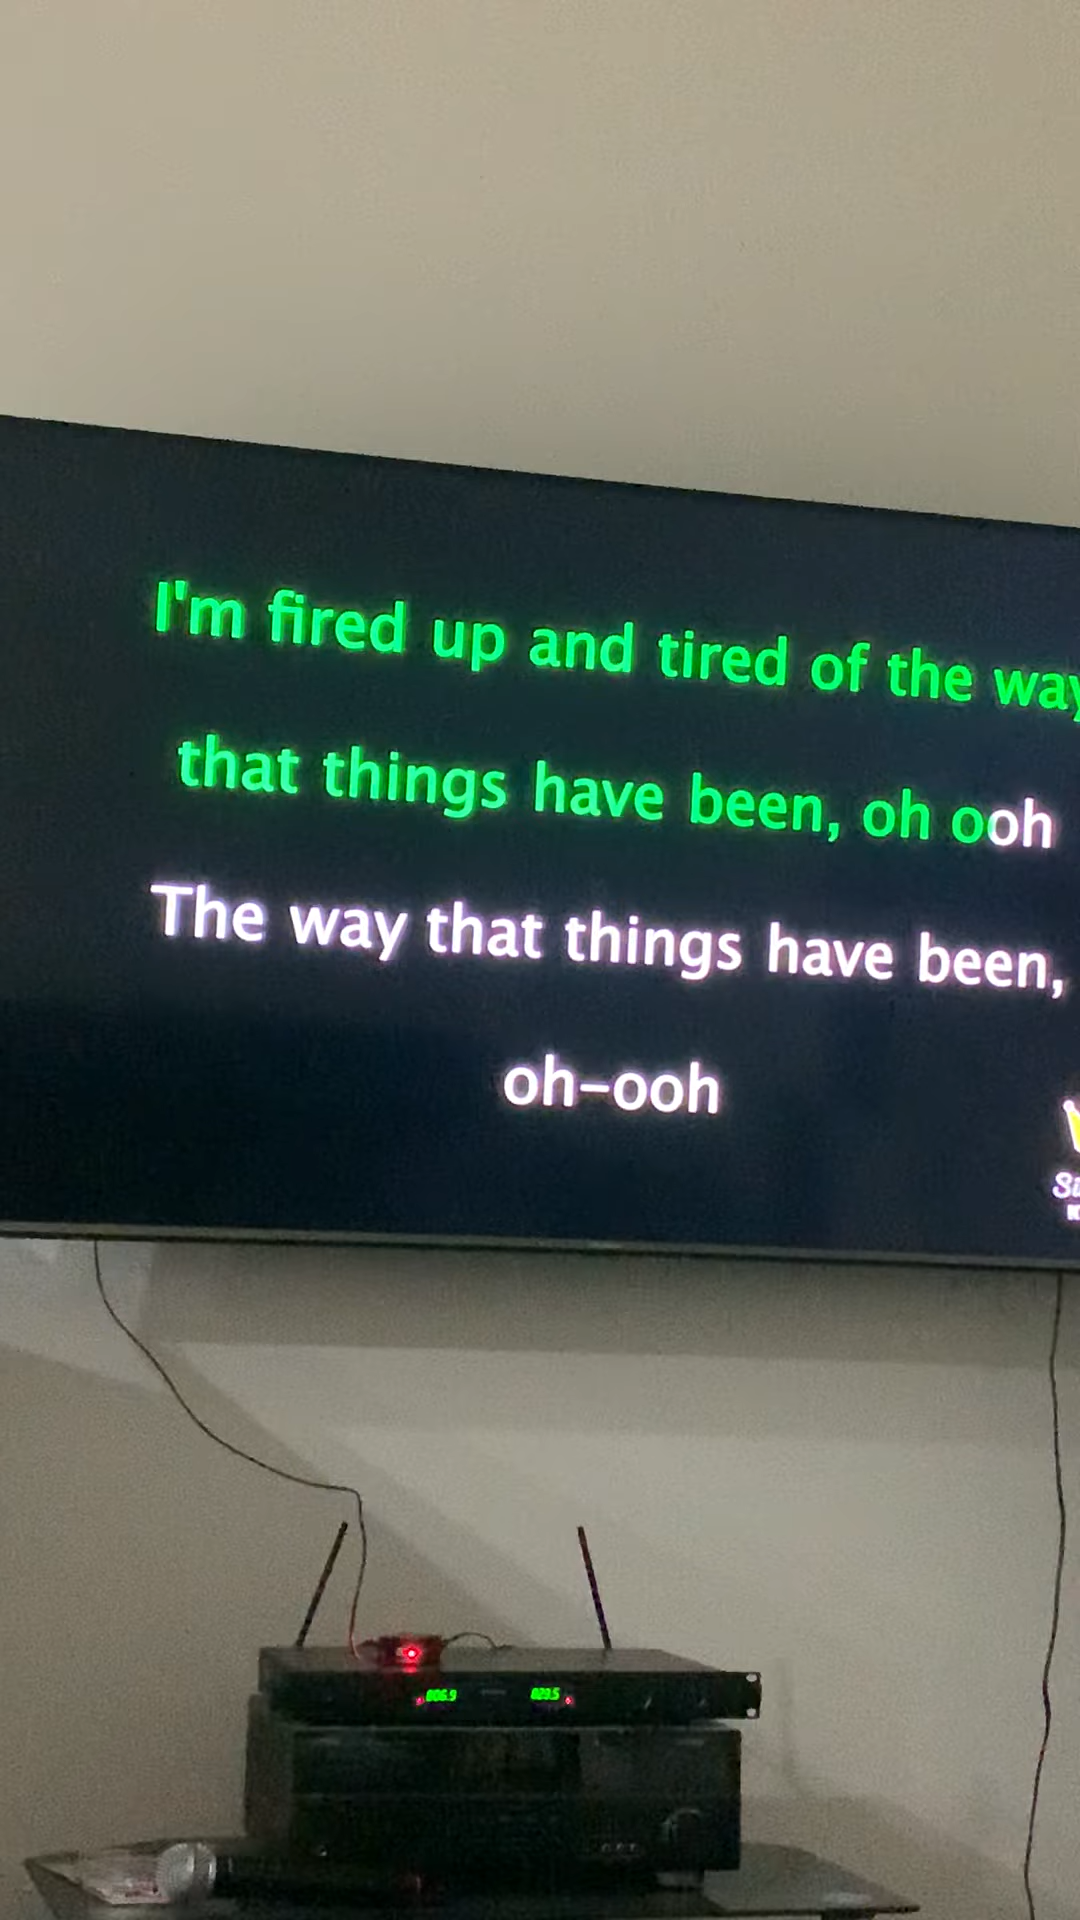 I'm fired up and tired of the way
that things have been, oh ooh
The way that things have been,
oh-ooh